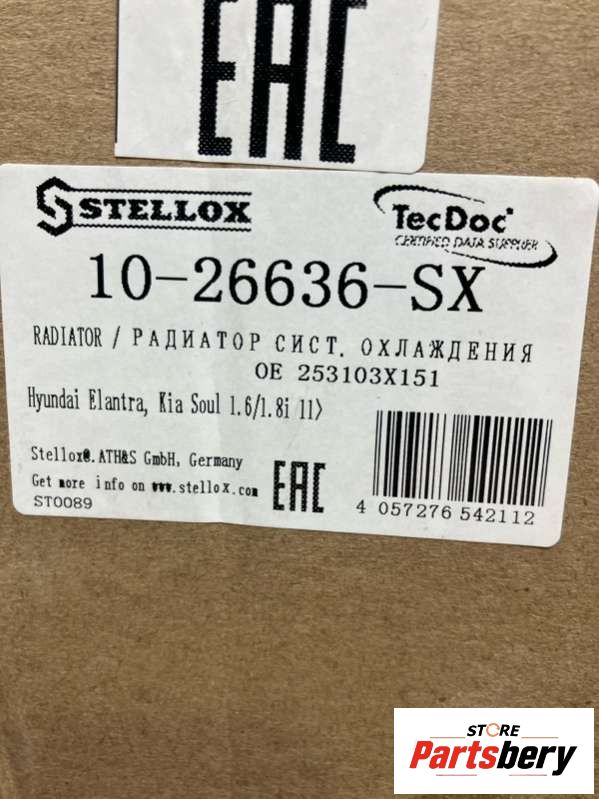 EAC
STELLOX
TecDoc
CERTIFIED DATA SUPPLIER
10-26636-SX
RADIATOR / РАДИАТОР СИСТ. ОХЛАЖДЕНИЯ
OE 253103X151
Hyundai Elantra, Kia Soul 1.6/1.8i 11>
Stellox®. ATH&S GmbH, Germany
Get more info on www.stellox.com
ST0089
EAC
4 057276 542112
STORE
Partsbery